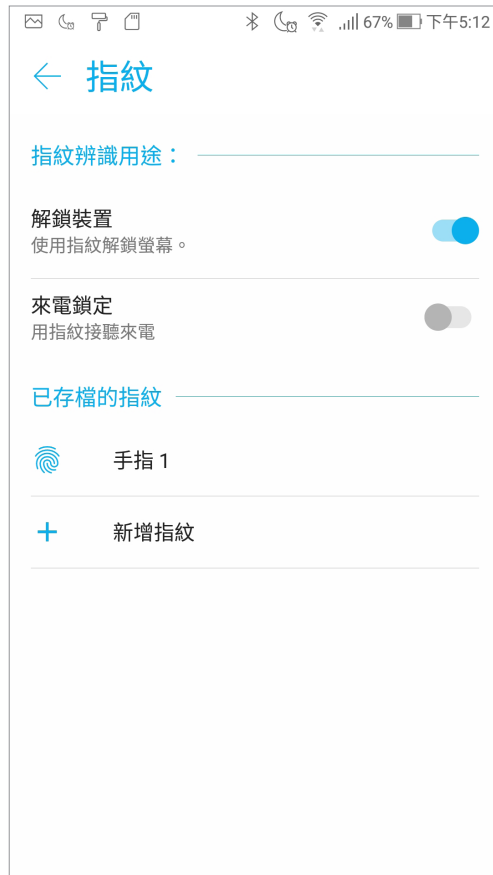 67% 下午5:12
指紋
指紋辨識用途：
解鎖裝置
使用指紋解鎖螢幕。
來電鎖定
用指紋接聽來電
已存檔的指紋
手指 1
新增指紋